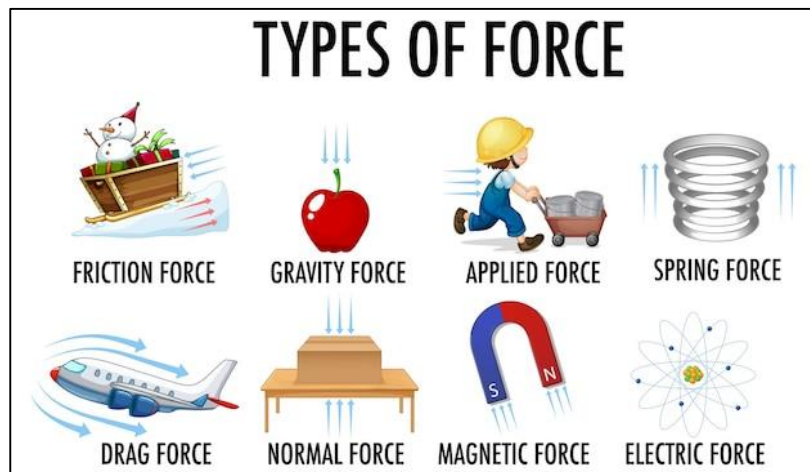 TYPES OF FORCE
FRICTION FORCE
GRAVITY FORCE
APPLIED FORCE
SPRING FORCE
S
N
DRAG FORCE
NORMAL FORCE
MAGNETIC FORCE
ELECTRIC FORCE